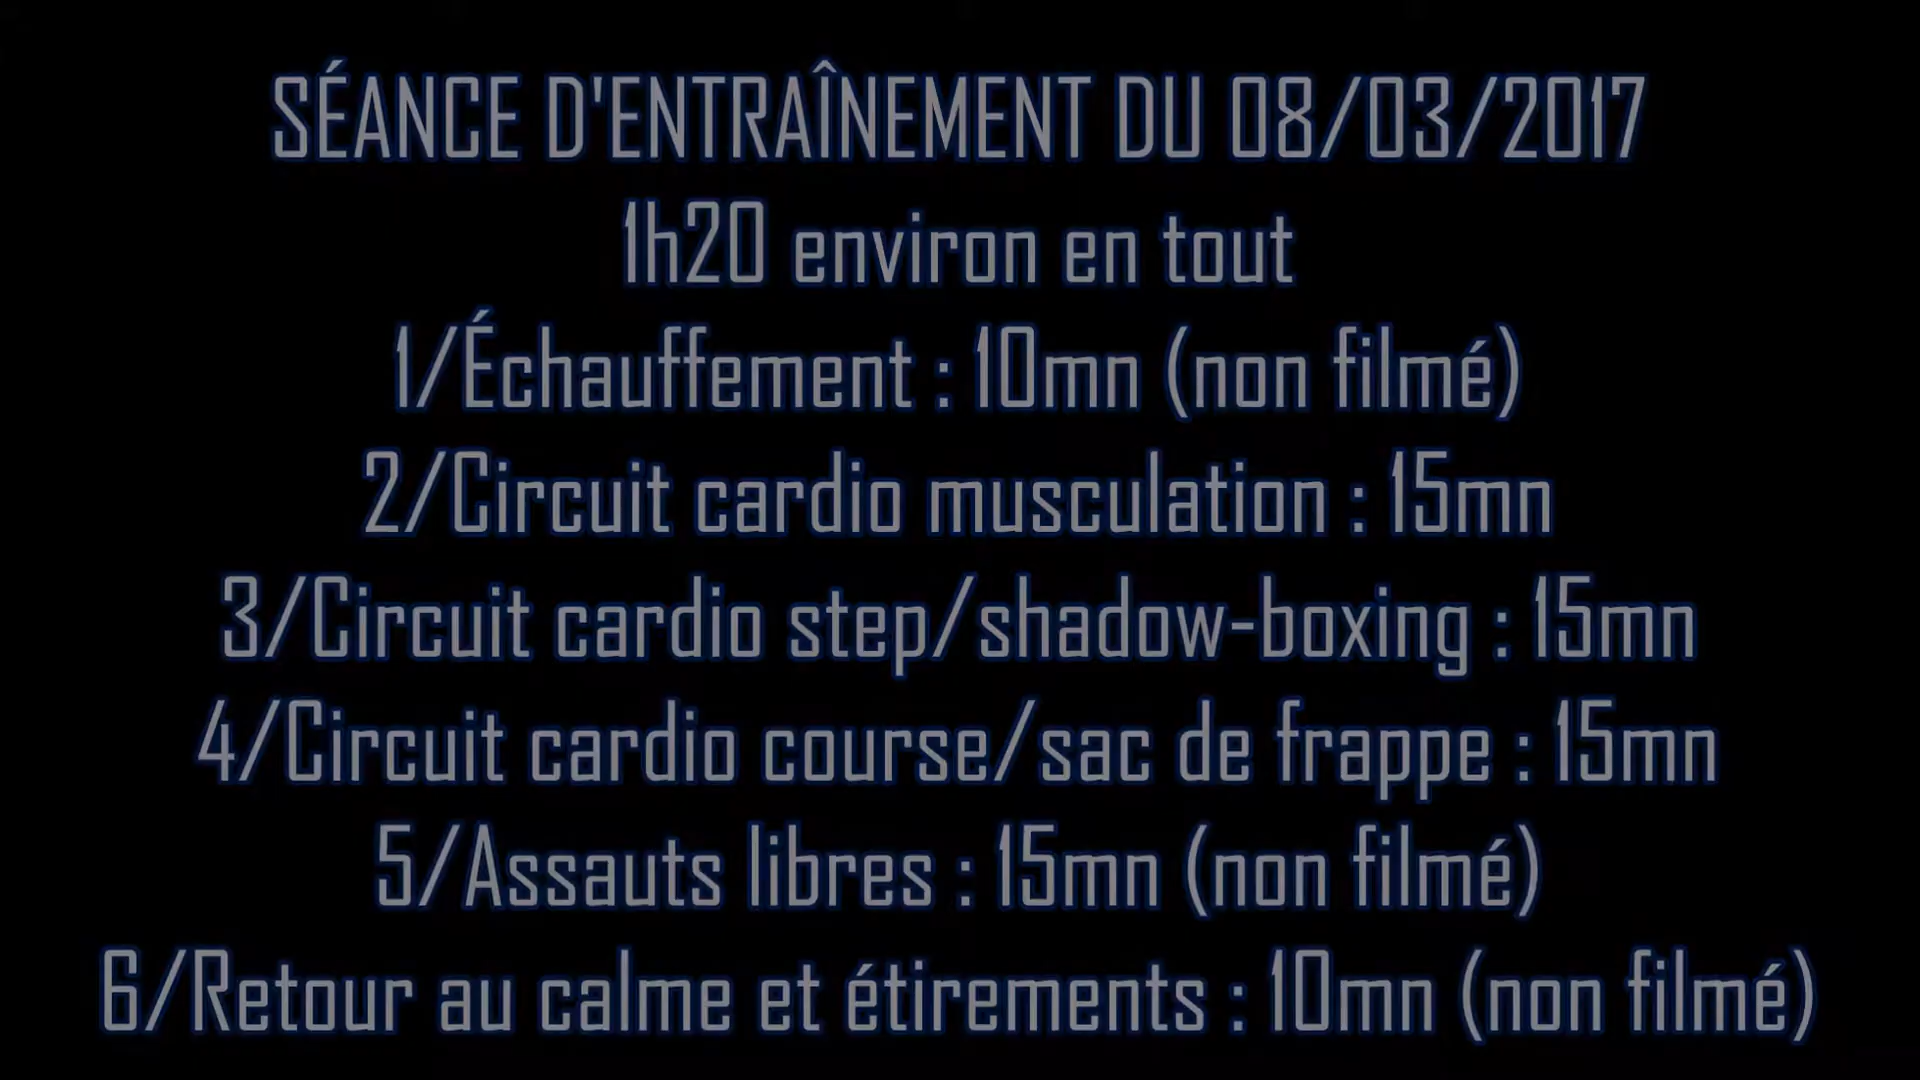 SÉANCE D'ENTRAÎNEMENT DU 08/03/2017
1h20 environ en tout
1/Échauffement : 10mn (non filmé)
2/Circuit cardio musculation : 15mn
3/Circuit cardio step/shadow-boxing : 15mn
4/Circuit cardio course/sac de frappe : 15mn
5/Assauts libres : 15mn (non filmé)
6/Retour au calme et étirements : 10mn (non filmé)